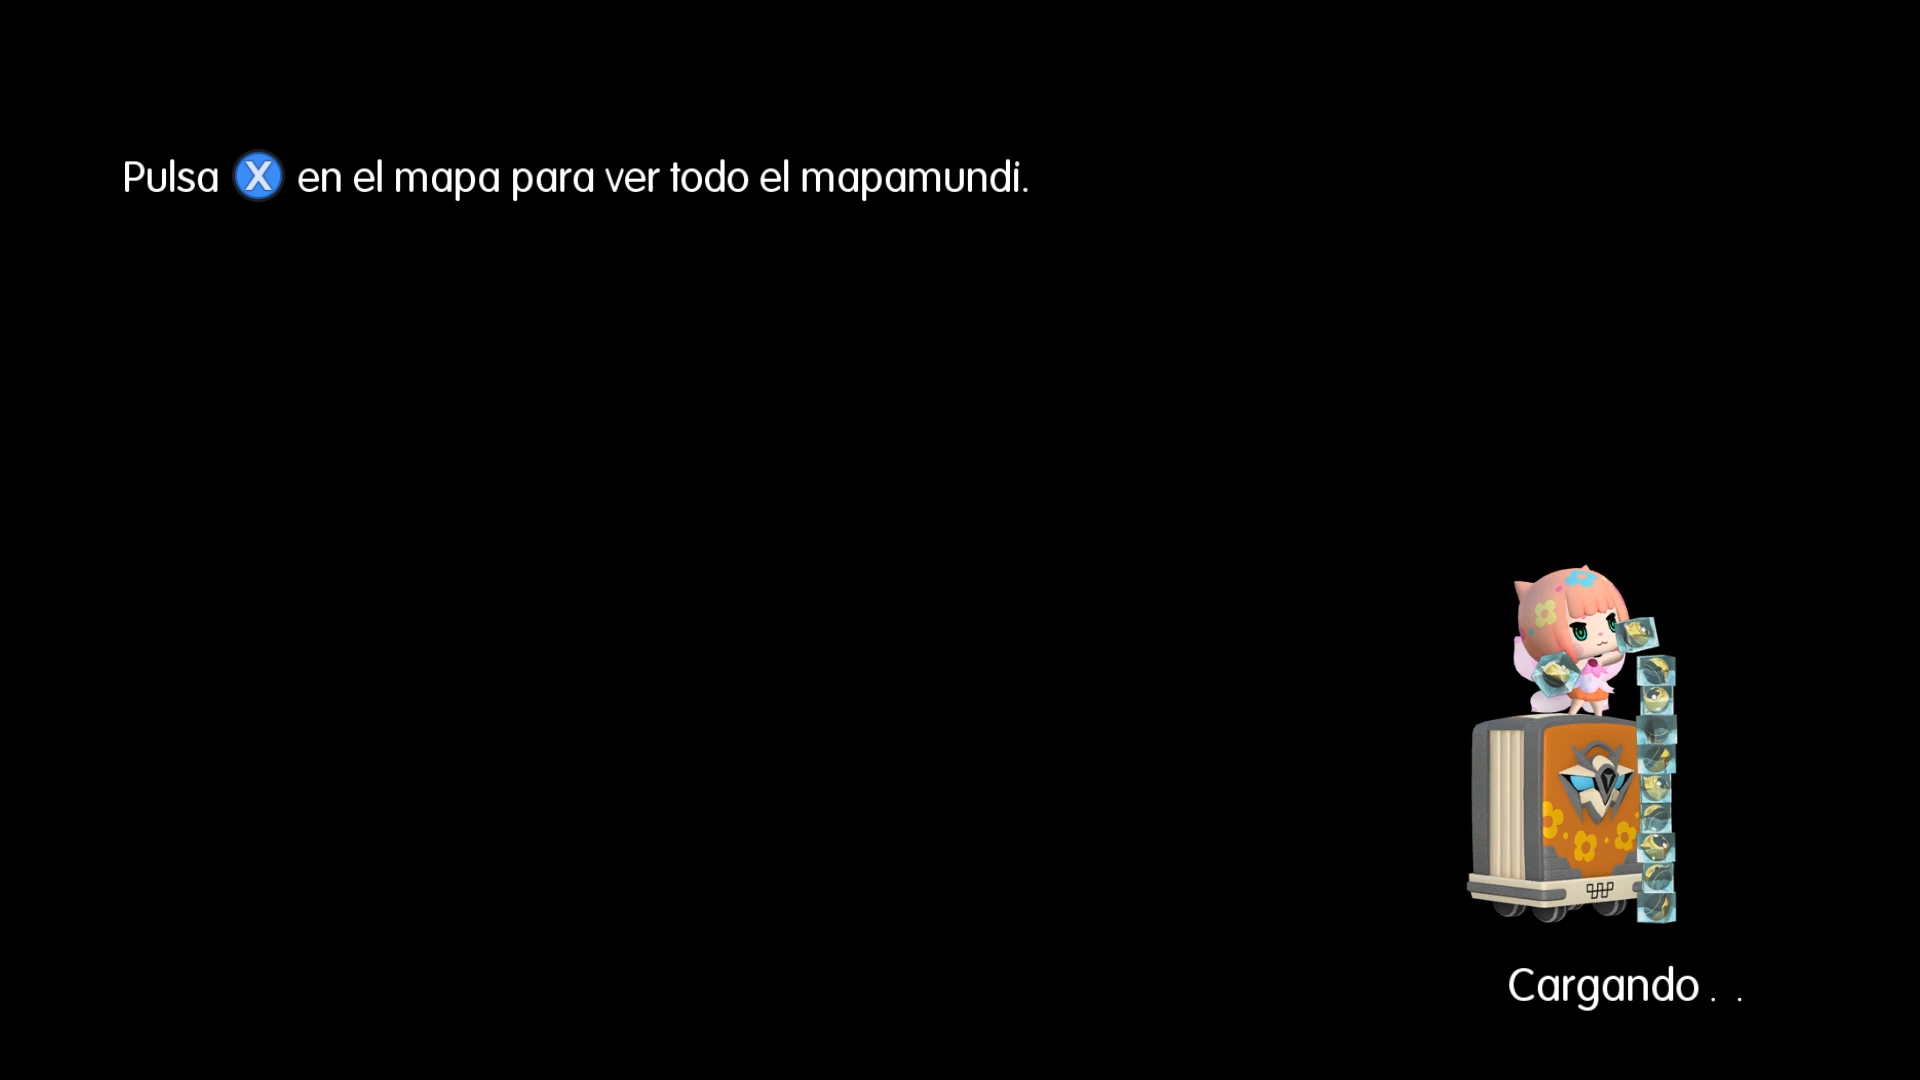 Pulsa X en el mapa para ver todo el mapamundi.
Cargando . .